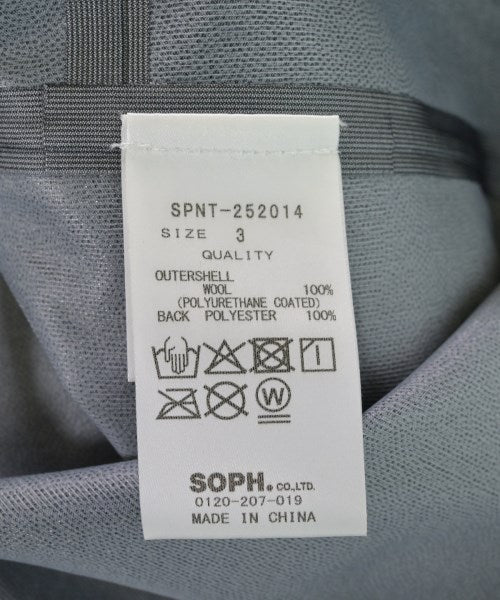 SPNT-252014
SIZE 3
QUALITY
OUTERSHELL
WOOL 100%
(POLYURETHANE COATED)
BACK POLYESTER 100%
W
SOPH. CO.,LTD.
0120-207-019
MADE IN CHINA